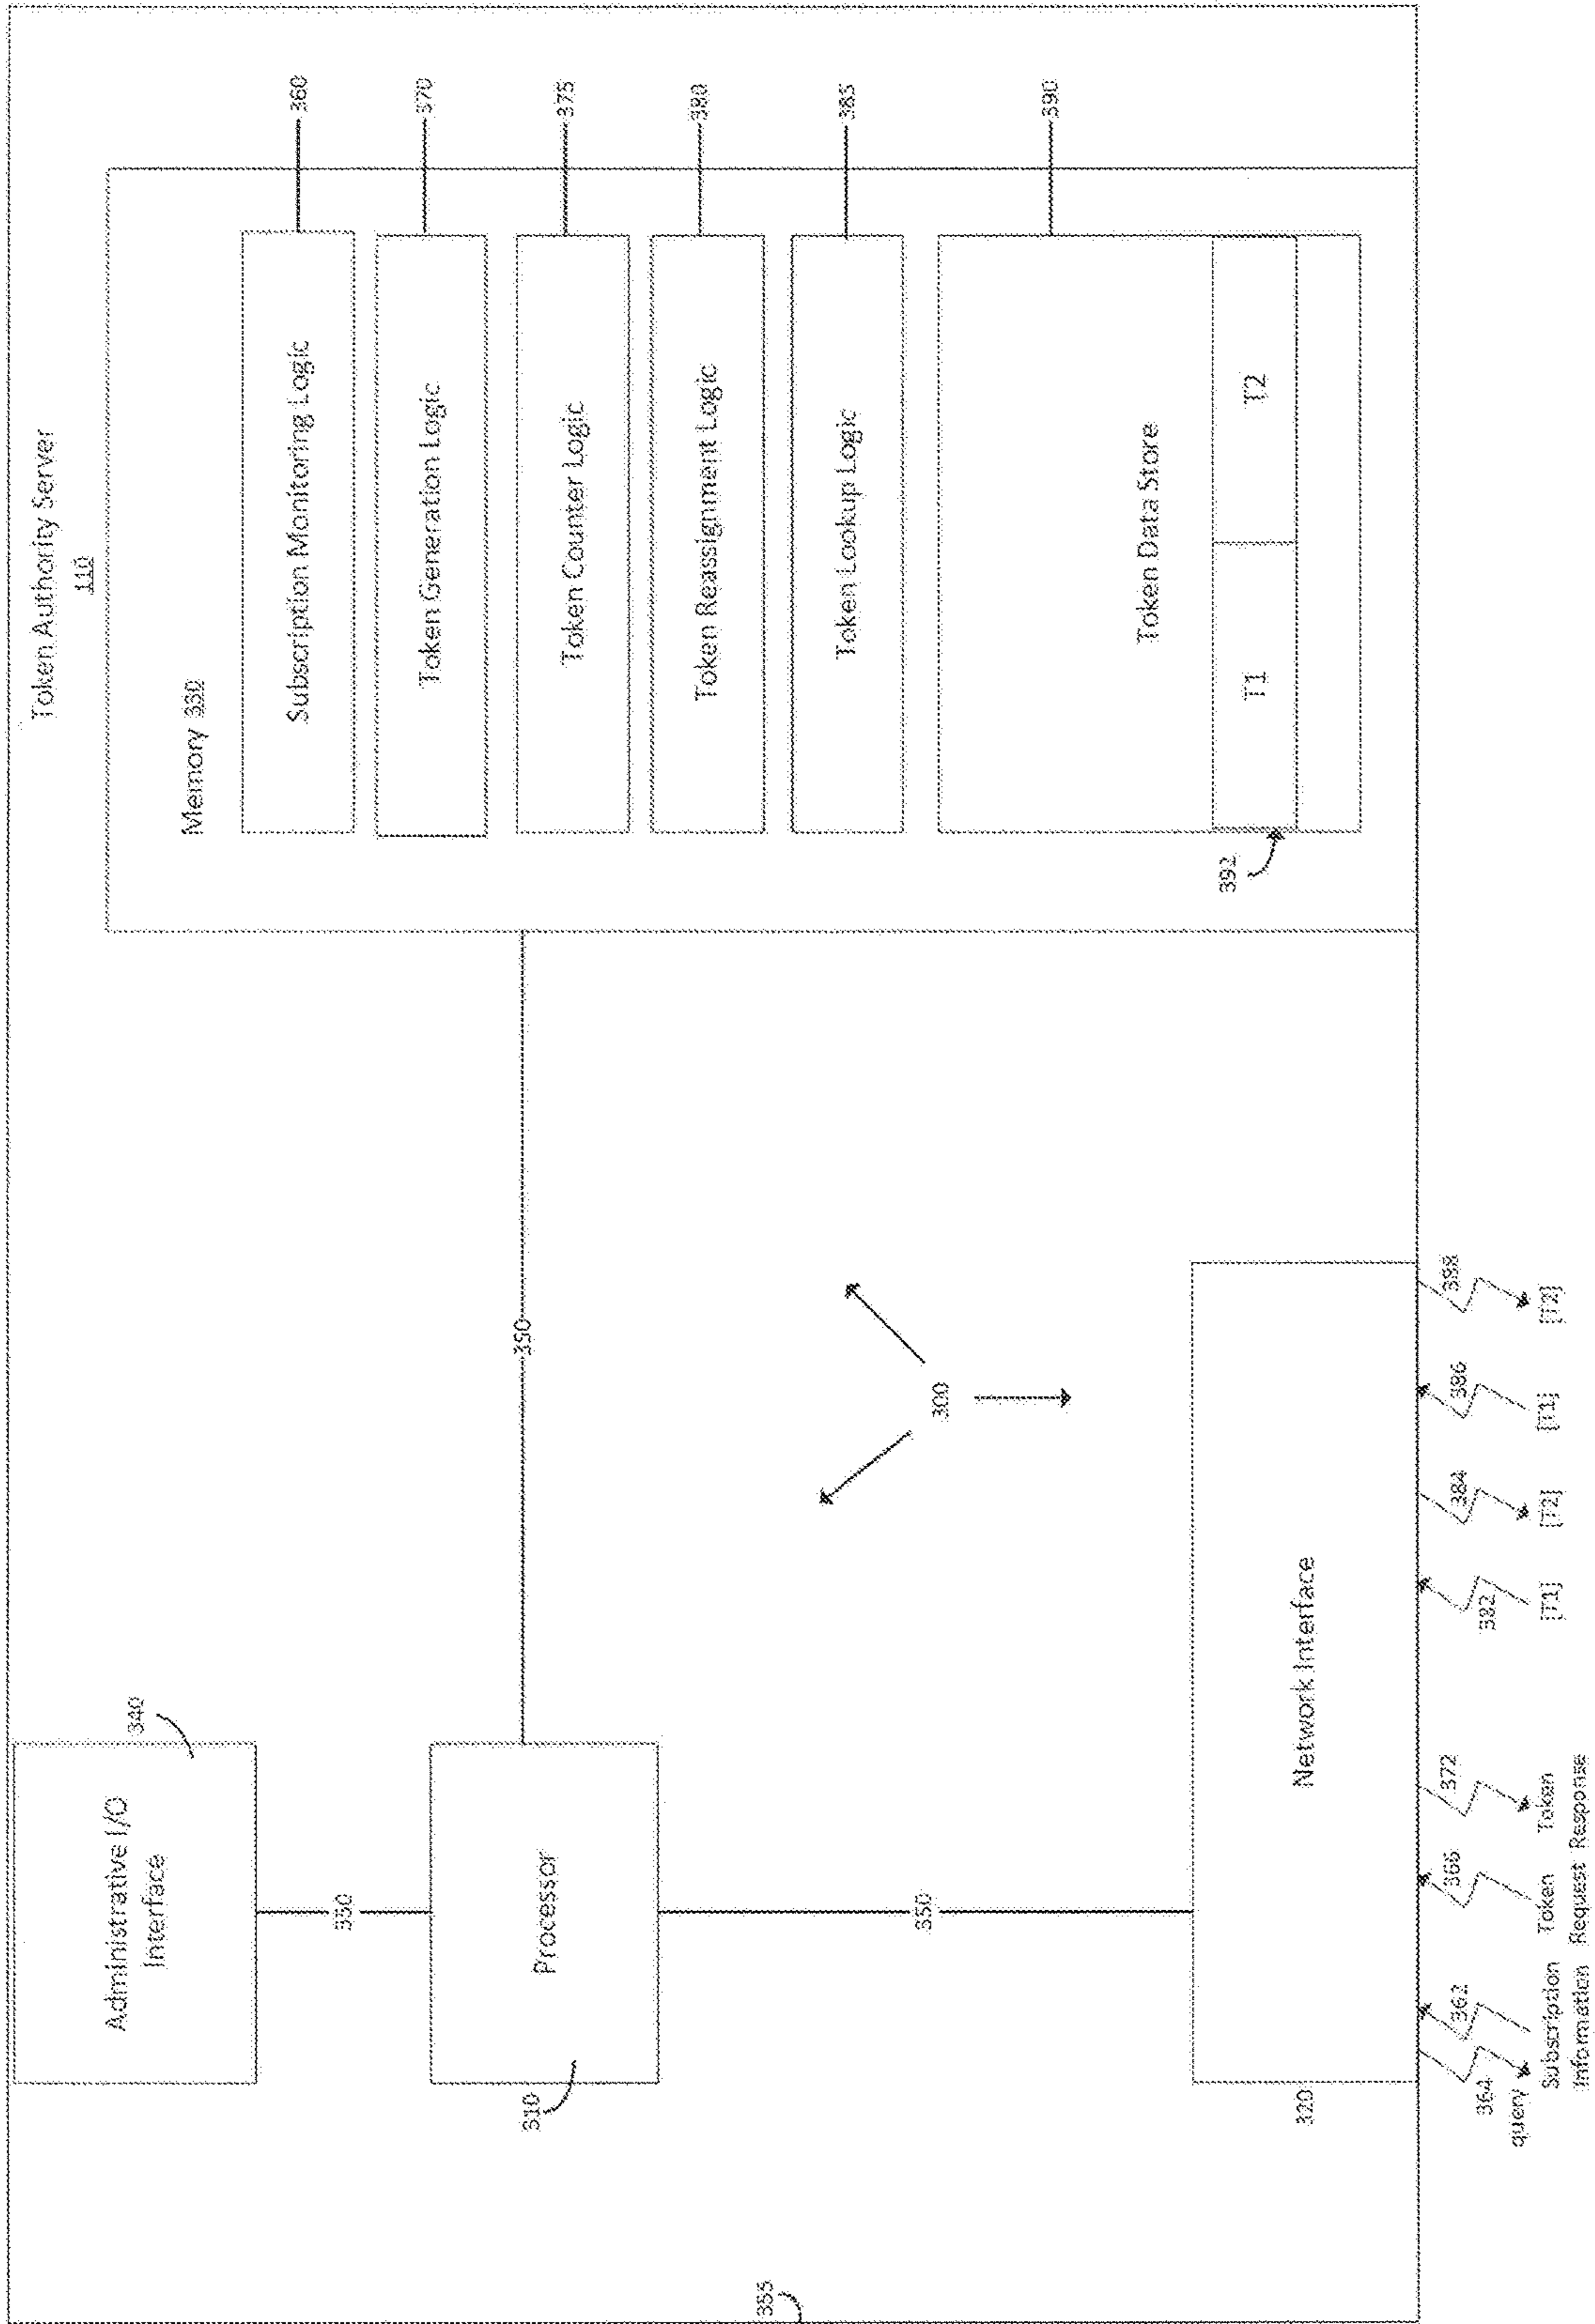 Token Authority Server
110
Memory 330
Subscription Monitoring Logic
360
Token Generation Logic
370
Token Counter Logic
375
Token Reassignment Logic
380
Token Lookup Logic
385
Token Data Store
390
T1
T2
392
Administrative I/O
Interface
340
350
Processor
310
350
350
300
Network Interface
320
355
364
query
362
Subscription
Information
366
Token
Request
372
Token
Response
382
[T1]
384
[T2]
386
[T1]
398
[T2]